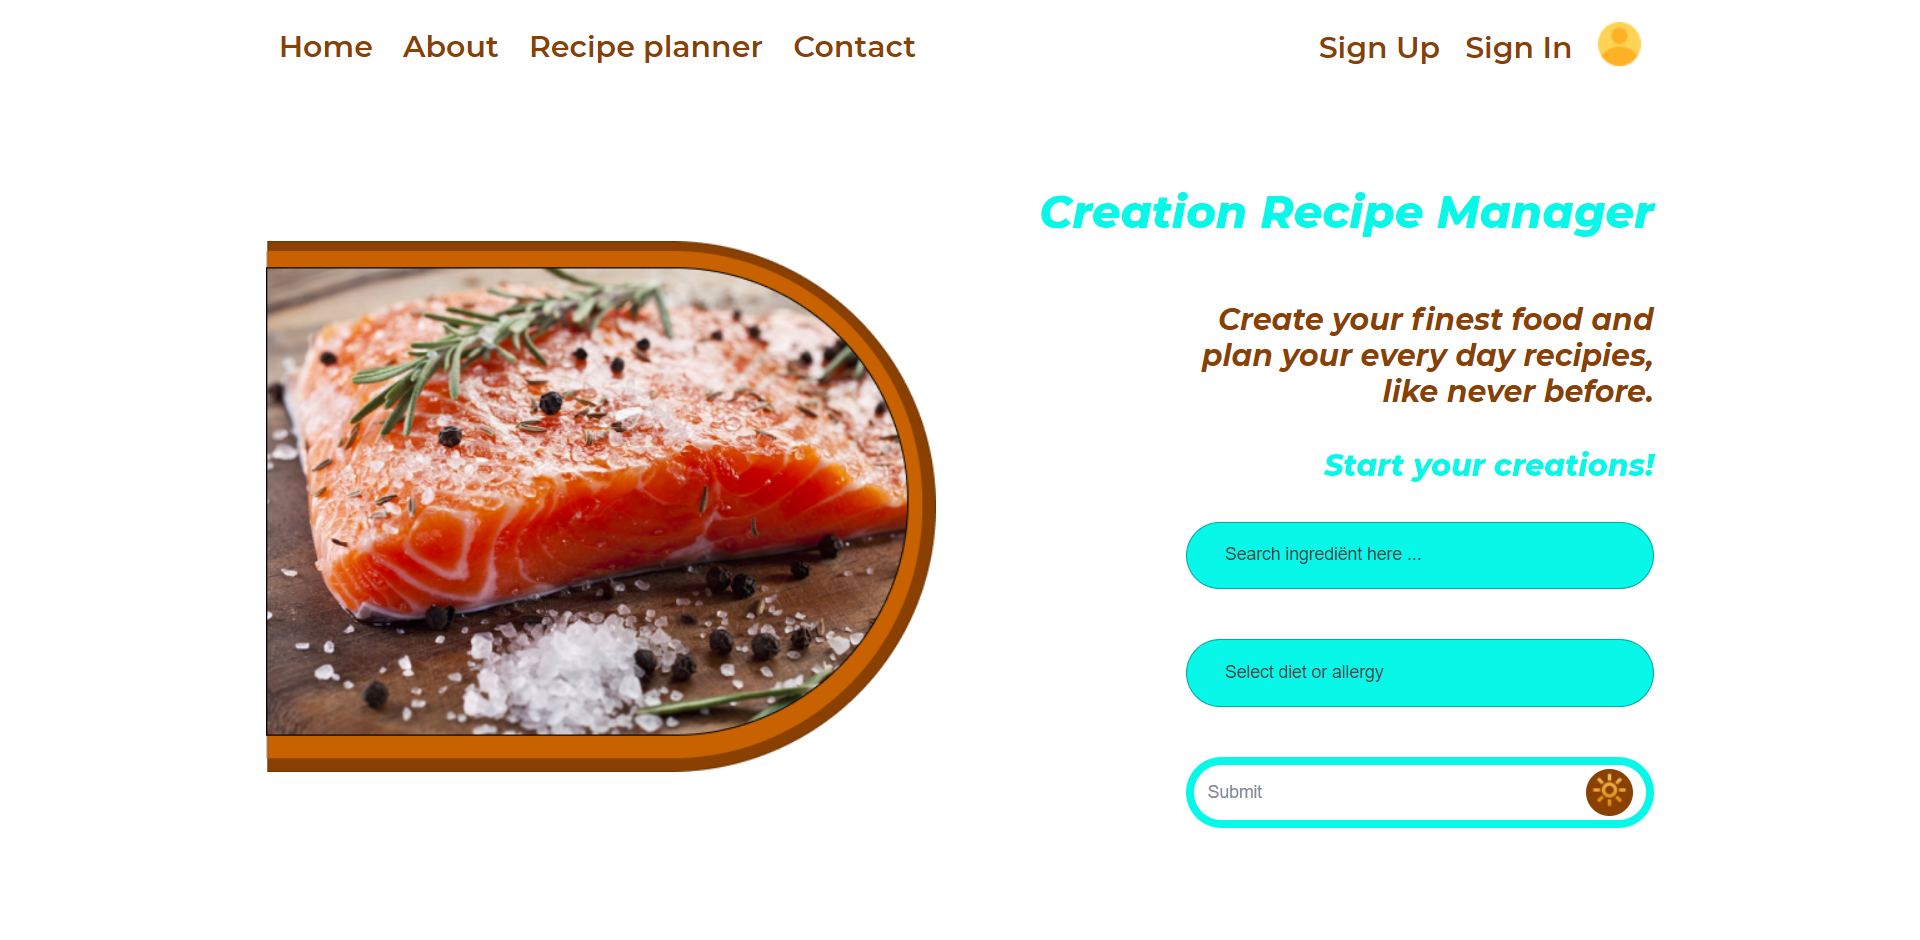 Home About Recipe planner Contact Sign Up Sign In
Creation Recipe Manager
Create your finest food and
plan your every day recipies,
like never before.
Start your creations!
Search ingrediënt here ...
Select diet or allergy
Submit